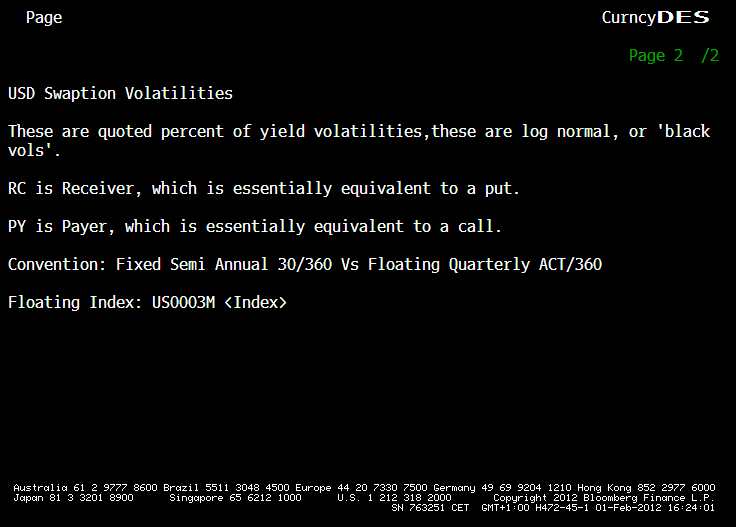 Page CurncyDES
Page 2 /2
USD Swaption Volatilities
These are quoted percent of yield volatilities,these are log normal, or 'black
vols'.
RC is Receiver, which is essentially equivalent to a put.
PY is Payer, which is essentially equivalent to a call.
Convention: Fixed Semi Annual 30/360 Vs Floating Quarterly ACT/360
Floating Index: US0003M <Index>
Australia 61 2 9777 8600 Brazil 5511 3048 4500 Europe 44 20 7330 7500 Germany 49 69 9204 1210 Hong Kong 852 2977 6000
Japan 81 3 3201 8900 Singapore 65 6212 1000 U.S. 1 212 318 2000 Copyright 2012 Bloomberg Finance L.P.
SN 763251 CET GMT+1:00 H472-45-1 01-Feb-2012 16:24:01